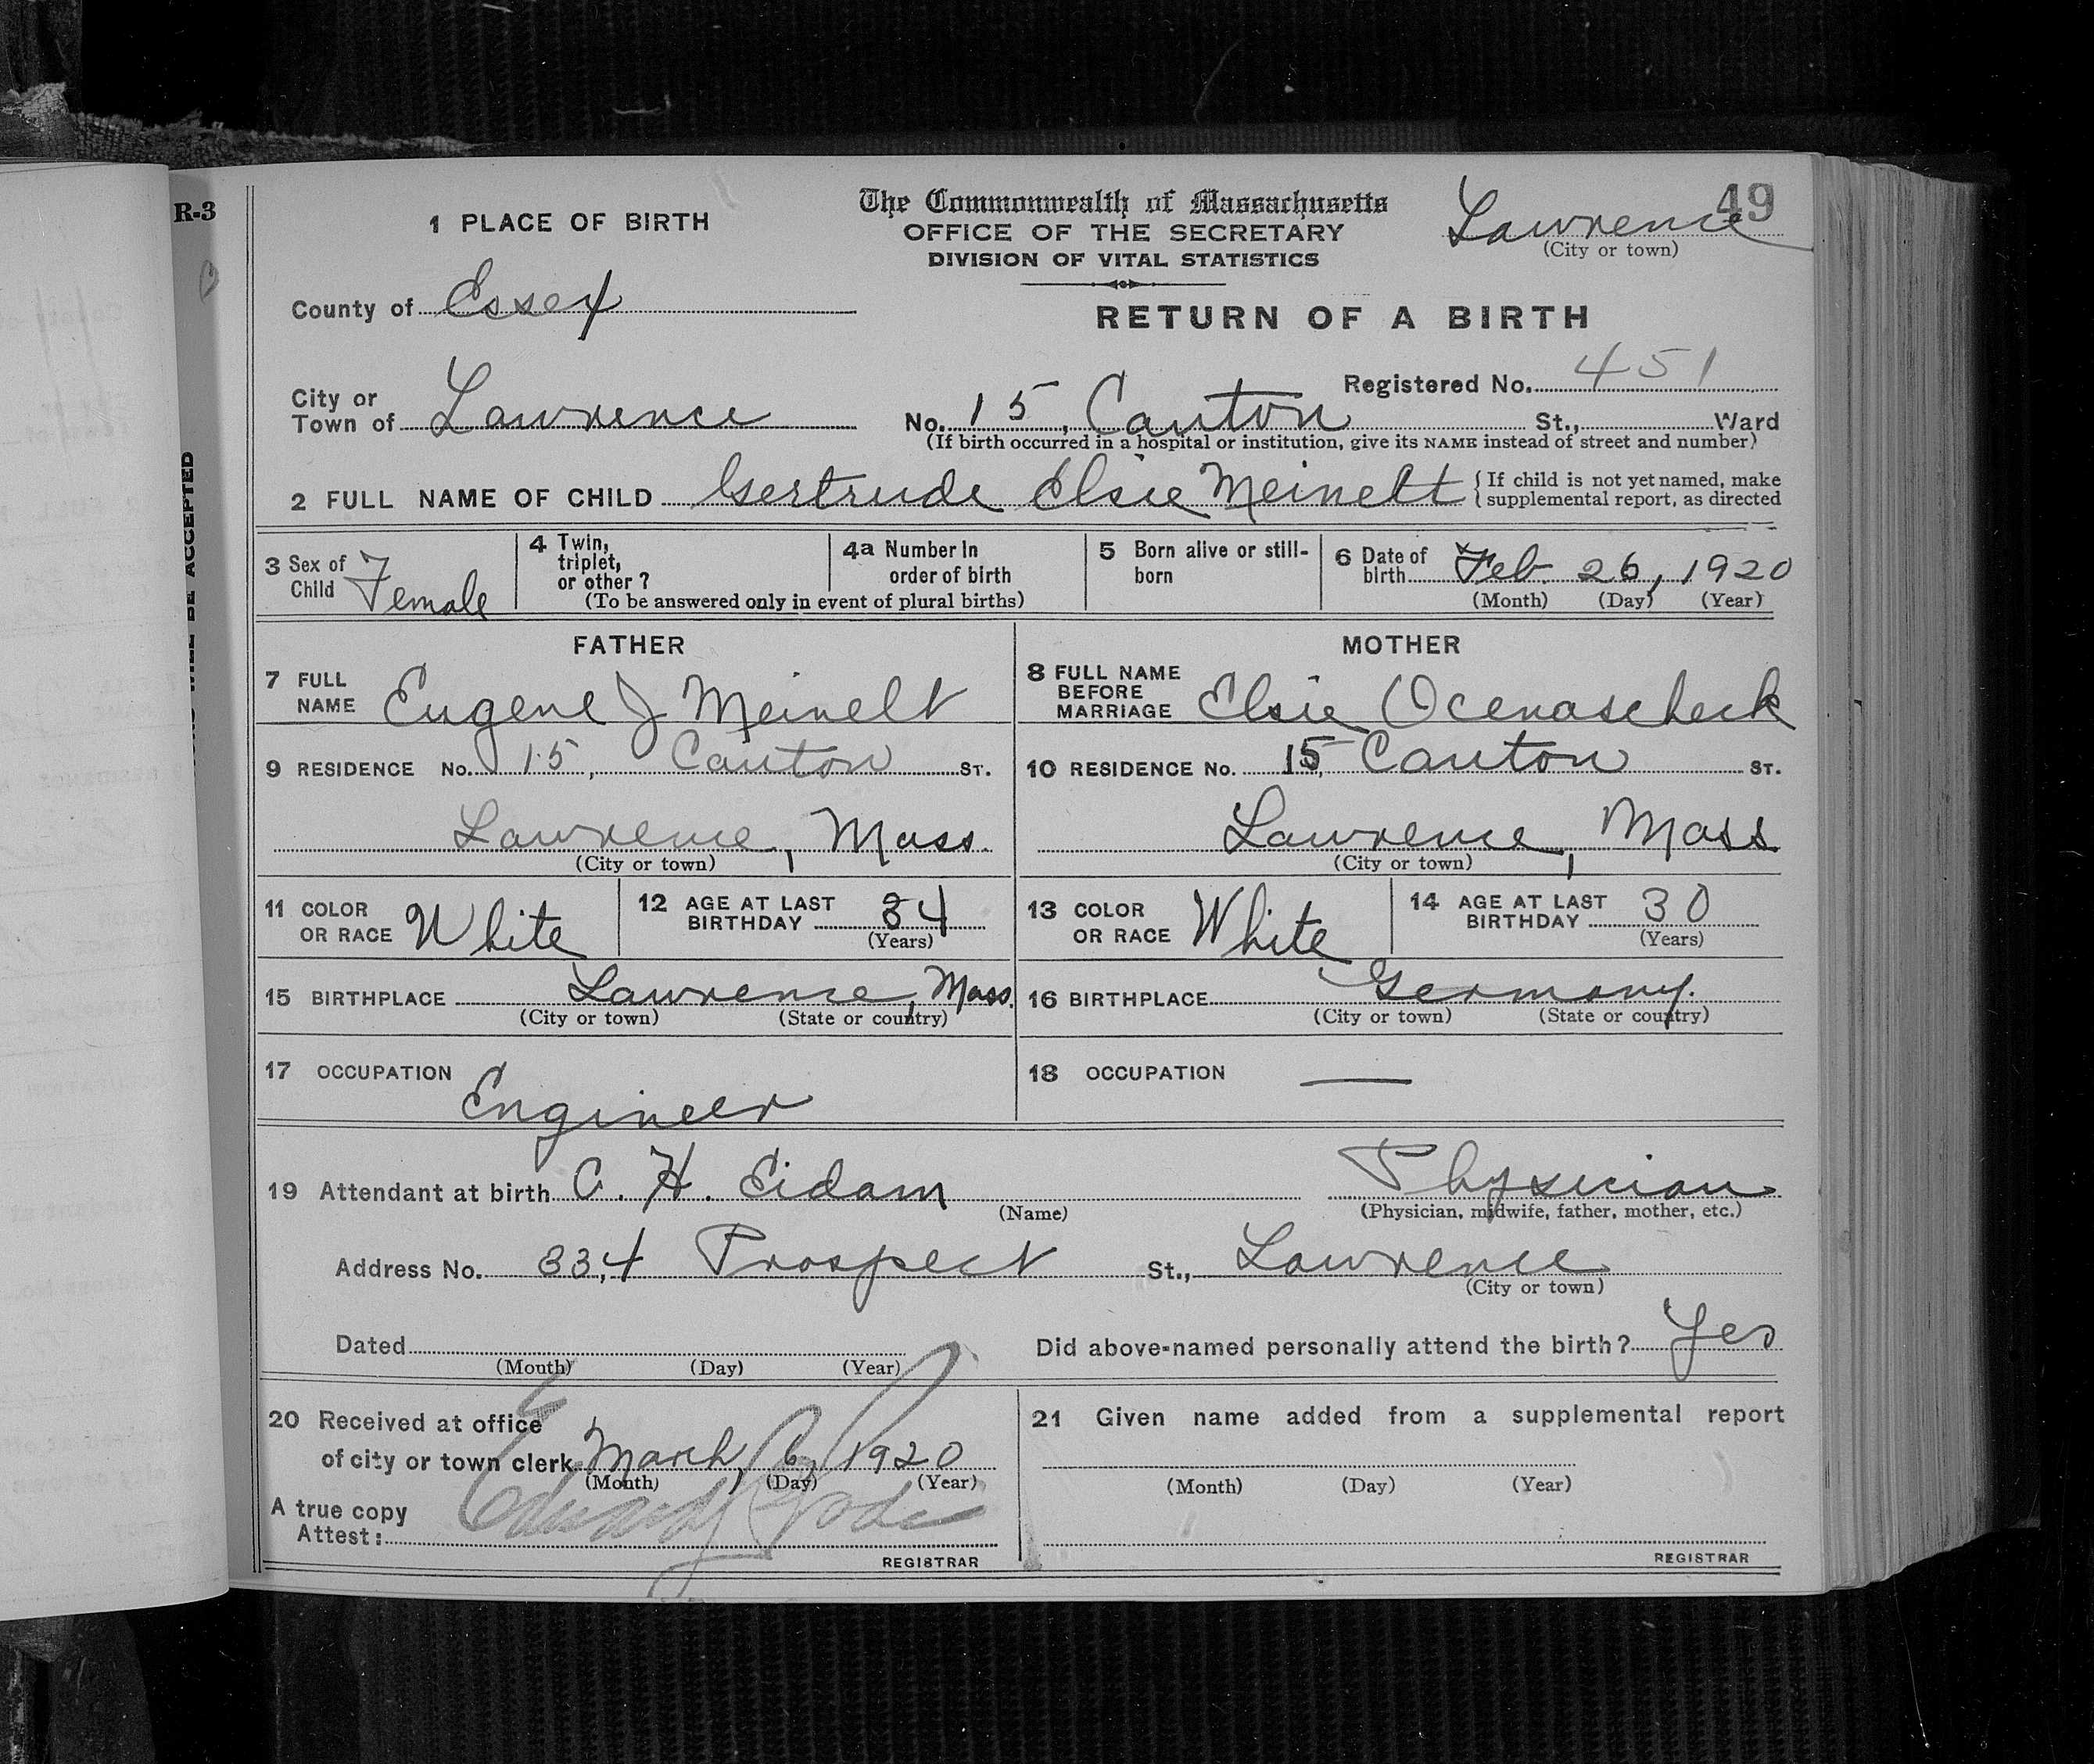 R-3
49
The Commonwealth of Massachusetts
OFFICE OF THE SECRETARY
DIVISION OF VITAL STATISTICS
Lawrence
(City or town)
1 PLACE OF BIRTH
County of Essex
RETURN OF A BIRTH
Registered No. 451
City or
Town of Lawrence No. 15, Canton St., Ward
(If birth occurred in a hospital or institution, give its NAME instead of street and number)
2 FULL NAME OF CHILD Gertrude Elsie Meinelt {If child is not yet named, make
supplemental report, as directed
3 Sex of Child Female
4 Twin, triplet, or other?
4a Number in order of birth
(To be answered only in event of plural births)
5 Born alive or still-born
6 Date of birth Feb. 26, 1920
(Month) (Day) (Year)
FATHER
MOTHER
7 FULL NAME Eugene J Meinelt
8 FULL NAME BEFORE MARRIAGE Elsie Ocenascheck
9 RESIDENCE No. 15, Canton ST.
10 RESIDENCE No. 15, Canton ST.
Lawrence, Mass.
(City or town)
Lawrence, Mass
(City or town)
11 COLOR OR RACE White
12 AGE AT LAST BIRTHDAY 34
(Years)
13 COLOR OR RACE White
14 AGE AT LAST BIRTHDAY 30
(Years)
15 BIRTHPLACE Lawrence, Mass.
(City or town) (State or country)
16 BIRTHPLACE Germany.
(City or town) (State or country)
17 OCCUPATION Engineer
18 OCCUPATION —
19 Attendant at birth C. H. Eidam Physician
(Name) (Physician, midwife, father, mother, etc.)
Address No. 334 Prospect St., Lawrence
(City or town)
Dated
(Month) (Day) (Year)
Did above-named personally attend the birth? Yes
20 Received at office
of city or town clerk March, 6, 1920
(Month) (Day) (Year)
A true copy
Attest:
REGISTRAR
21 Given name added from a supplemental report
(Month) (Day) (Year)
REGISTRAR
WILL BE ACCEPTED